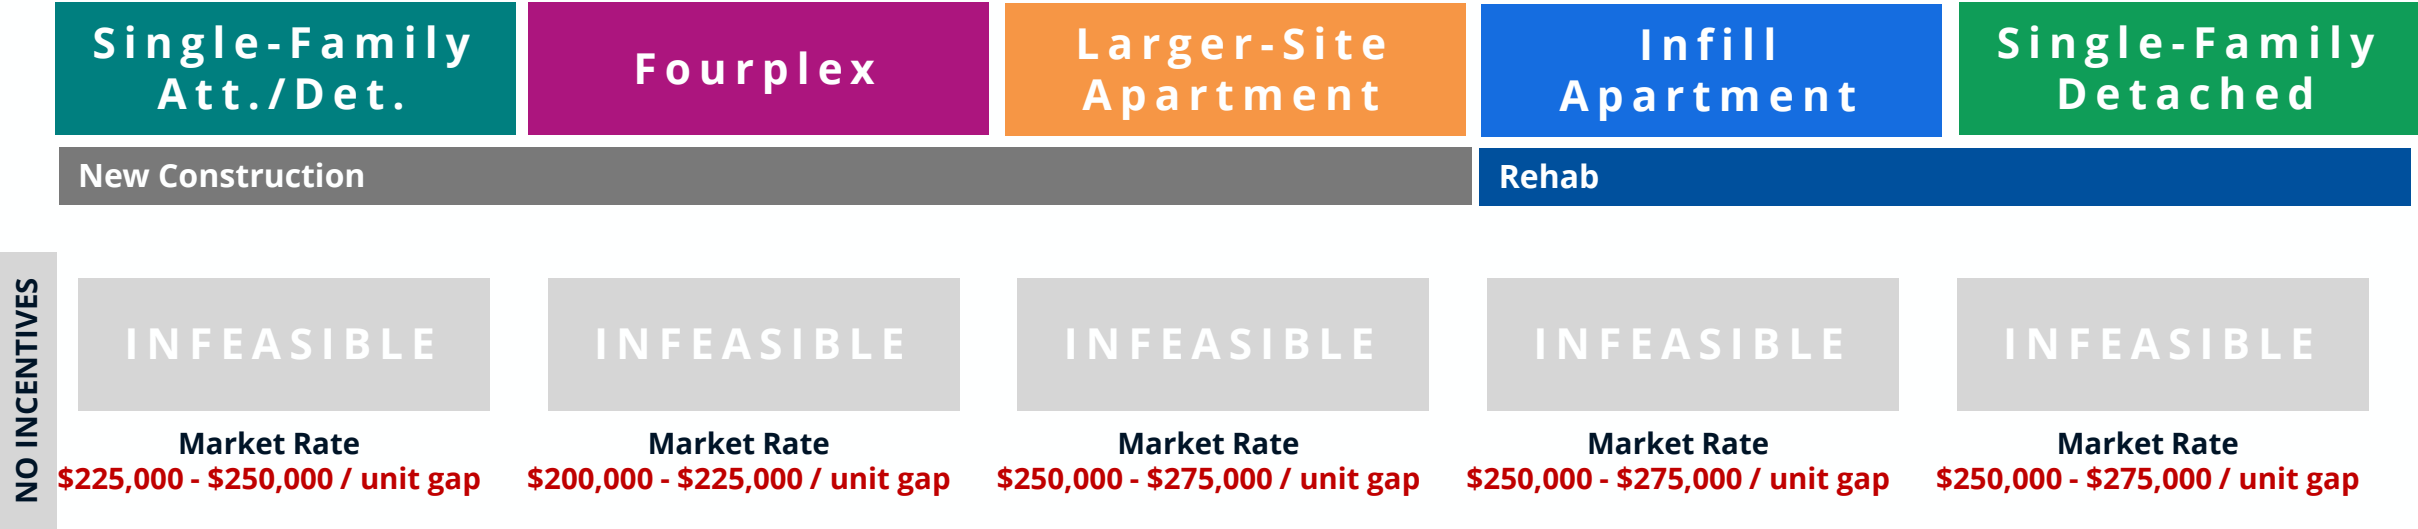 Single-Family
Att./Det.
Fourplex
Larger-Site
Apartment
Infill
Apartment
Single-Family
Detached
New Construction
Rehab
NO INCENTIVES
INFEASIBLE
INFEASIBLE
INFEASIBLE
INFEASIBLE
INFEASIBLE
Market Rate
$225,000 - $250,000 / unit gap
Market Rate
$200,000 - $225,000 / unit gap
Market Rate
$250,000 - $275,000 / unit gap
Market Rate
$250,000 - $275,000 / unit gap
Market Rate
$250,000 - $275,000 / unit gap